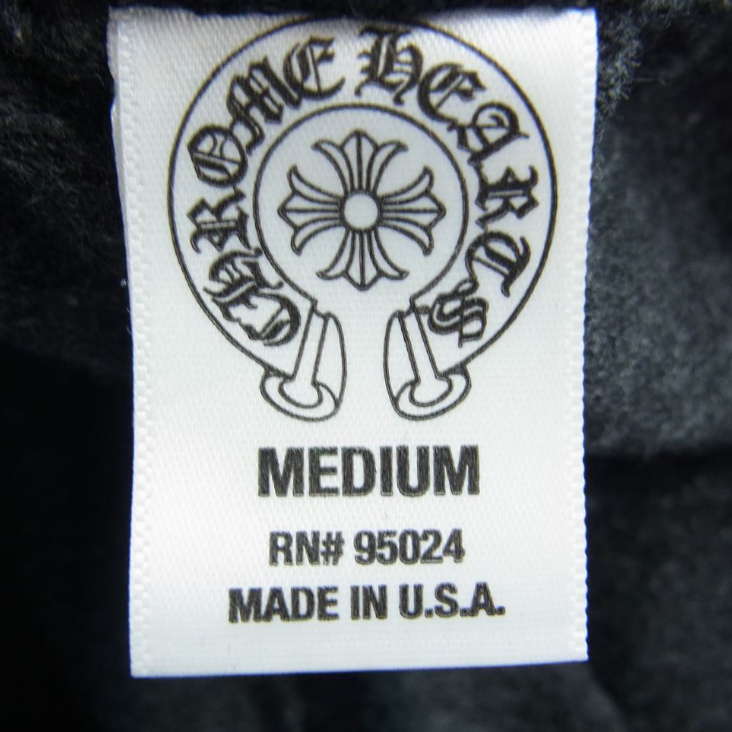 CHROME HEARTS
MEDIUM
RN# 95024
MADE IN U.S.A.